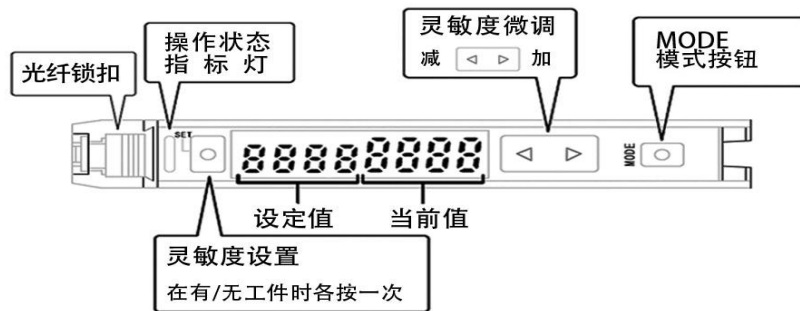 光纤锁扣
操作状态
指标灯
灵敏度微调
减 ◁ ▷ 加
MODE
模式按钮
SET
8888 8888
MODE
设定值
当前值
灵敏度设置
在有/无工件时各按一次